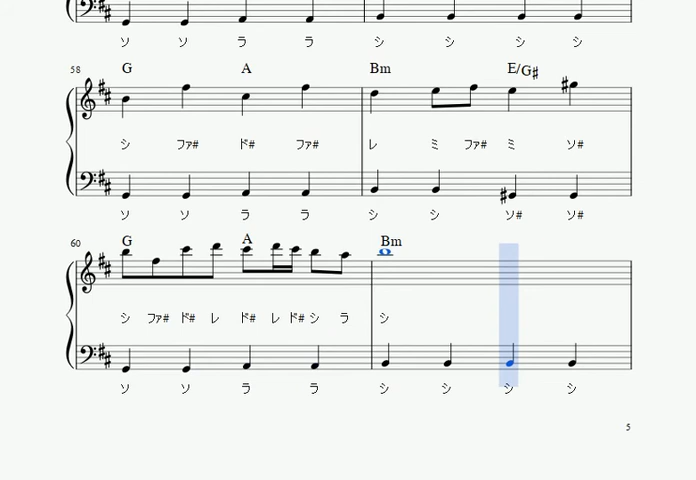 ソ ソ ラ ラ シ シ シ シ
58 G A Bm E/G#
シ ファ# ド# ファ# レ ミ ファ# ミ ソ#
ソ ソ ラ ラ シ シ ソ# ソ#
60 G A Bm
シ ファ# ド# レ ド# レ ド# シ ラ シ
ソ ソ ラ ラ シ シ シ シ
5